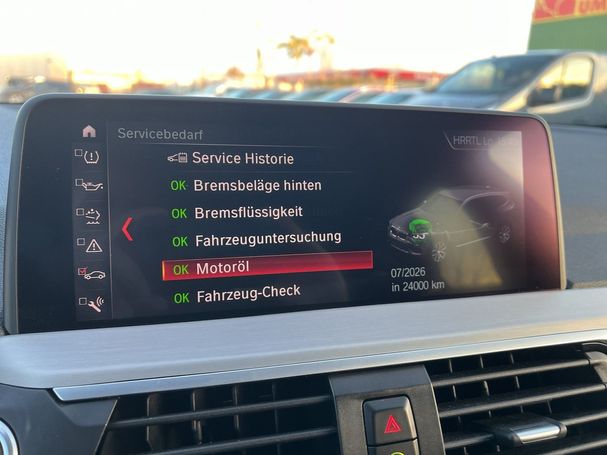 Servicebedarf
Service Historie
OK Bremsbeläge hinten
OK Bremsflüssigkeit
OK Fahrzeuguntersuchung
OK Motoröl
OK Fahrzeug-Check
07/2026
in 24000 km